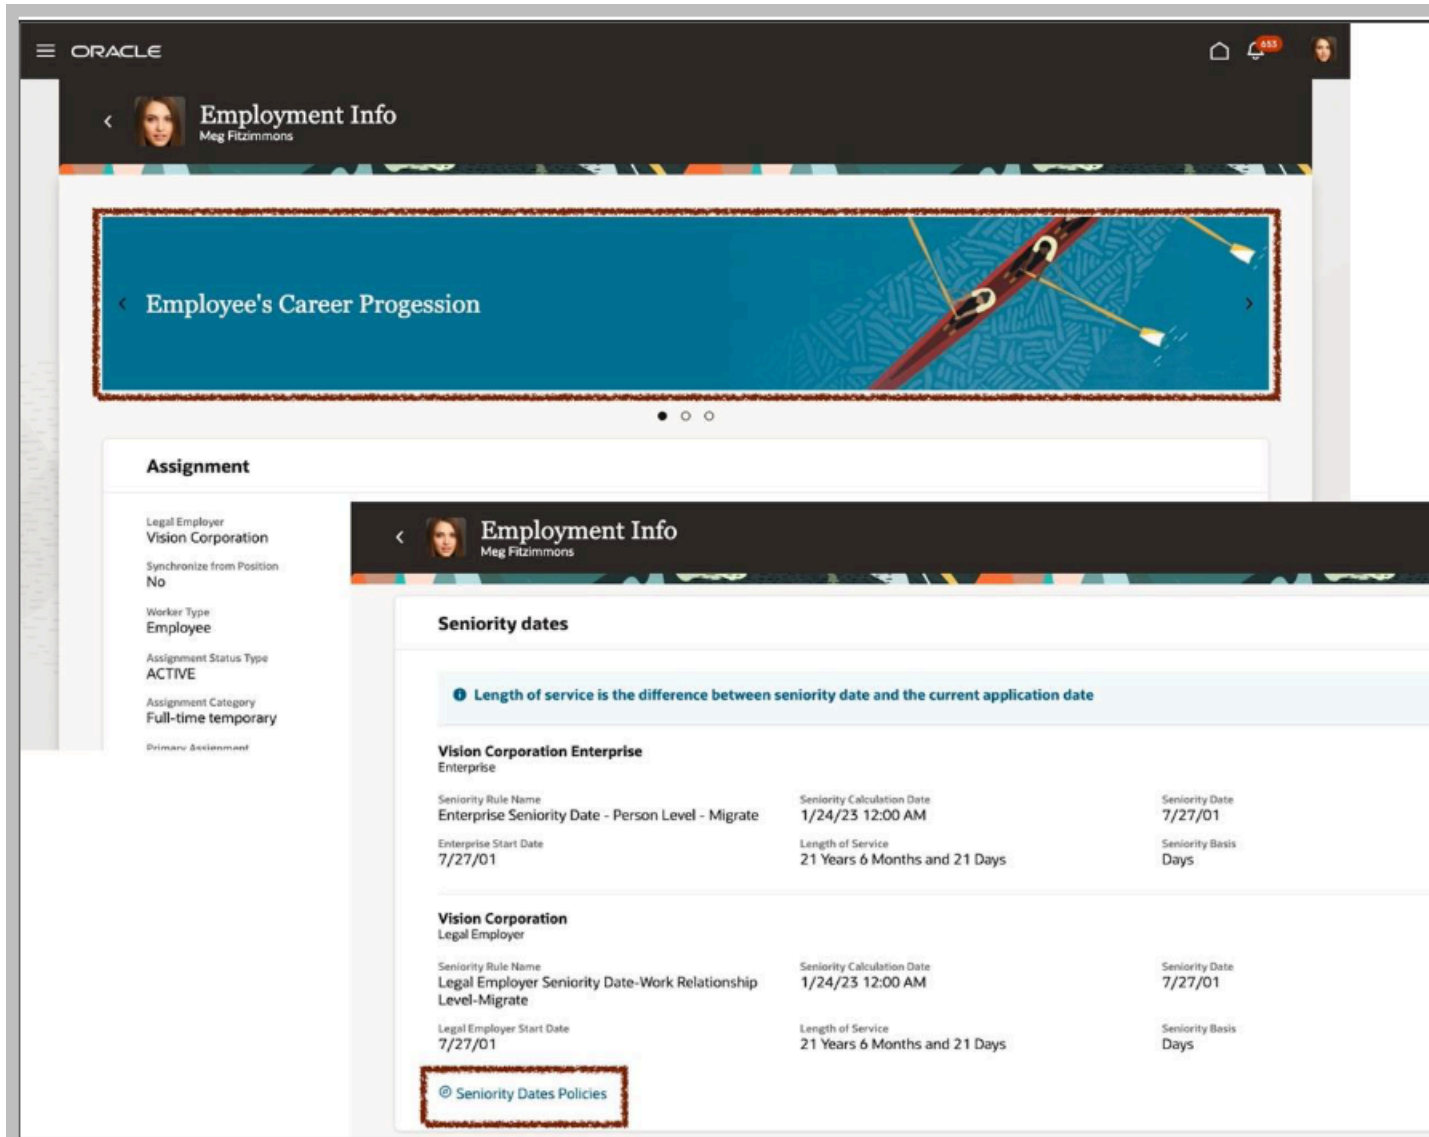 ORACLE
653
Employment Info
Meg Fitzimmons
Employee's Career Progession
Assignment
Legal Employer
Vision Corporation
Synchronize from Position
No
Worker Type
Employee
Assignment Status Type
ACTIVE
Assignment Category
Full-time temporary
Primary Assignment
Employment Info
Meg Fitzimmons
Seniority dates
Length of service is the difference between seniority date and the current application date
Vision Corporation Enterprise
Enterprise
Seniority Rule Name Seniority Calculation Date Seniority Date
Enterprise Seniority Date - Person Level - Migrate 1/24/23 12:00 AM 7/27/01
Enterprise Start Date Length of Service Seniority Basis
7/27/01 21 Years 6 Months and 21 Days Days
Vision Corporation
Legal Employer
Seniority Rule Name Seniority Calculation Date Seniority Date
Legal Employer Seniority Date-Work Relationship 1/24/23 12:00 AM 7/27/01
Level-Migrate
Legal Employer Start Date Length of Service Seniority Basis
7/27/01 21 Years 6 Months and 21 Days Days
Seniority Dates Policies